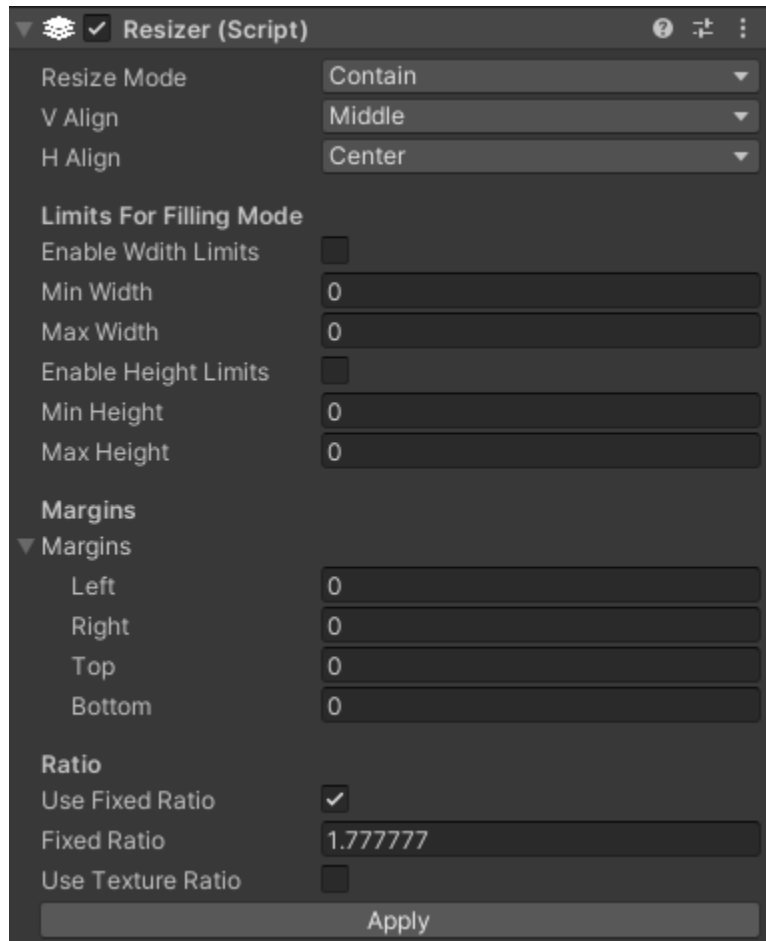 Resizer (Script)
Resize Mode Contain
V Align Middle
H Align Center
Limits For Filling Mode
Enable Wdith Limits
Min Width 0
Max Width 0
Enable Height Limits
Min Height 0
Max Height 0
Margins
Margins
Left 0
Right 0
Top 0
Bottom 0
Ratio
Use Fixed Ratio
Fixed Ratio 1.777777
Use Texture Ratio
Apply